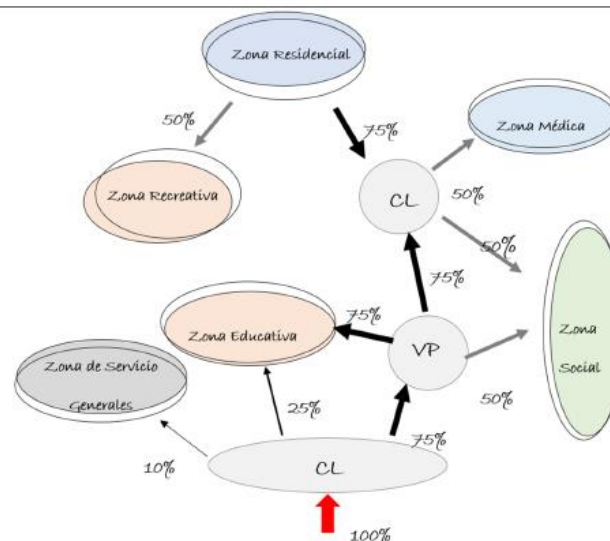 Zona Residencial
50%
75%
Zona Médica
Zona Recreativa
CL
50%
50%
75%
75%
Zona Educativa
VP
Zona
Social
Zona de Servicio
Generales
50%
25%
75%
10%
CL
100%